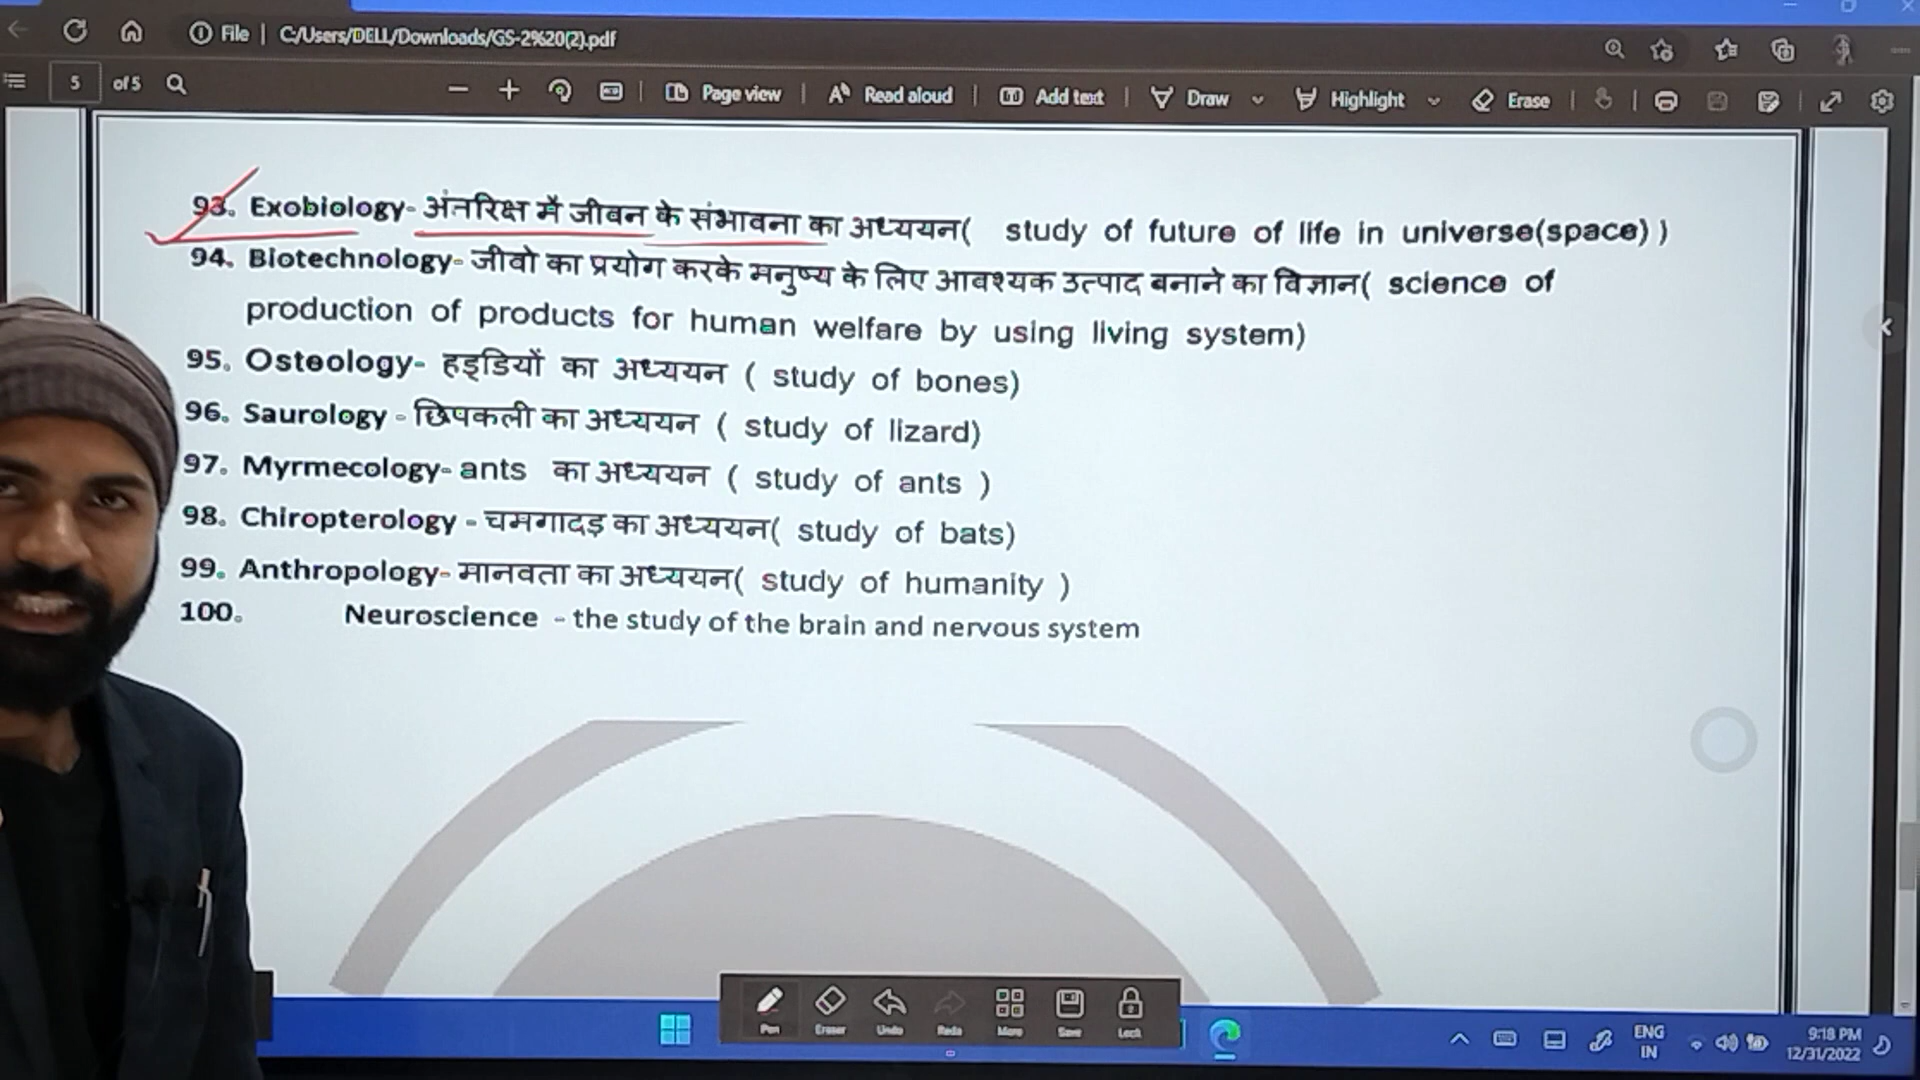 File | C:/Users/DELL/Downloads/GS-2%20(2).pdf
5 of 5 Page view | Read aloud | Add text | Draw Highlight Erase
93. Exobiology- अंतरिक्ष में जीवन के संभावना का अध्ययन( study of future of life in universe(space) )
94. Biotechnology- जीवो का प्रयोग करके मनुष्य के लिए आवश्यक उत्पाद बनाने का विज्ञान( science of
production of products for human welfare by using living system)
95. Osteology- हड्डियों का अध्ययन ( study of bones)
96. Saurology - छिपकली का अध्ययन ( study of lizard)
97. Myrmecology- ants का अध्ययन ( study of ants )
98. Chiropterology - चमगादड़ का अध्ययन( study of bats)
99. Anthropology- मानवता का अध्ययन( study of humanity )
100. Neuroscience - the study of the brain and nervous system
Pen Eraser Undo Redo More Save Lock
ENG
IN
9:18 PM
12/31/2022